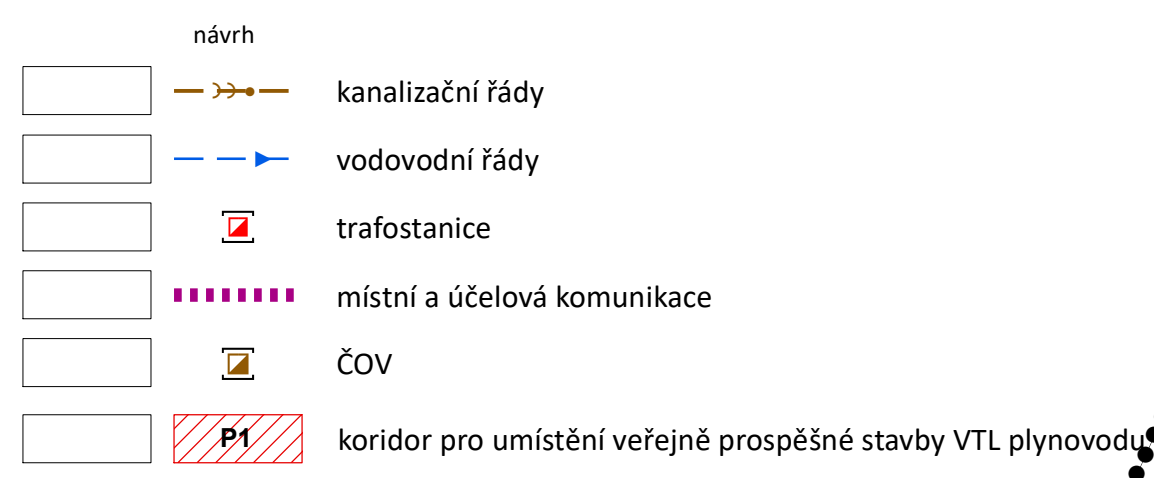 návrh
kanalizační řády
vodovodní řády
trafostanice
místní a účelová komunikace
ČOV
P1 koridor pro umístění veřejně prospěšné stavby VTL plynovodu